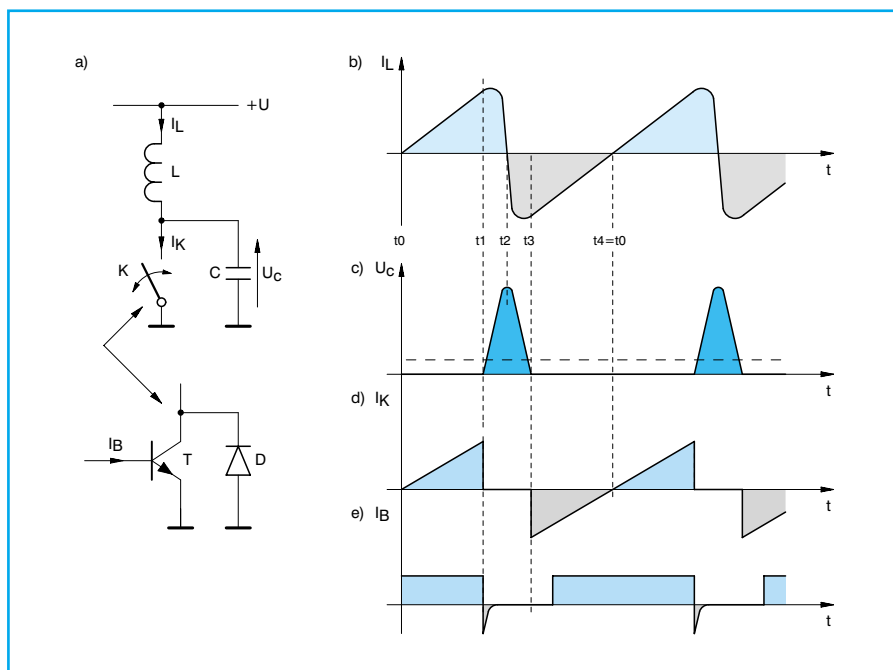 a)
+U
IL
L
IK
K
C
UC
IB
T
D
b) IL
t
t0 t1 t2 t3 t4=t0
c) UC
t
d) IK
t
e) IB
t